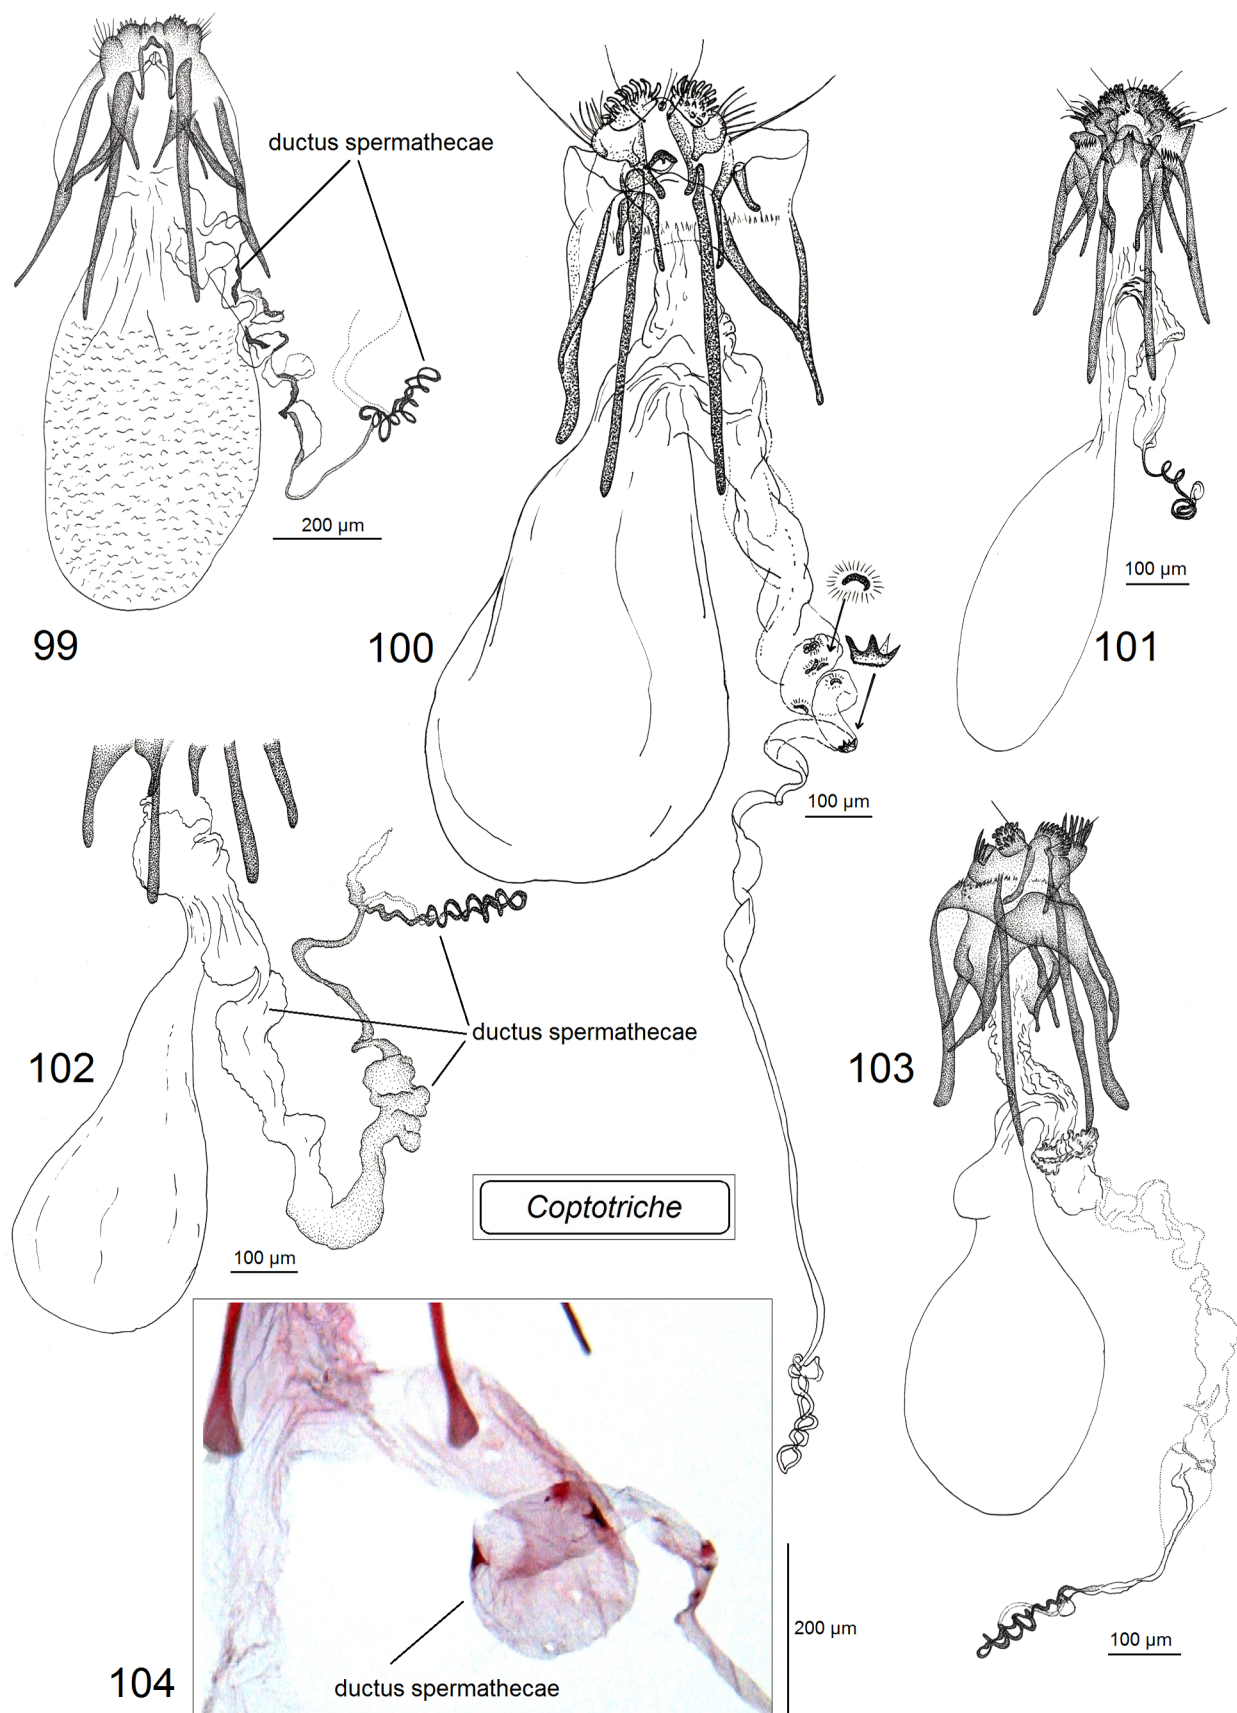 ductus spermathecae
200 µm
99
100
100 µm
101
100 µm
102
ductus spermathecae
100 µm
103
Coptotriche
104
ductus spermathecae
200 µm
100 µm